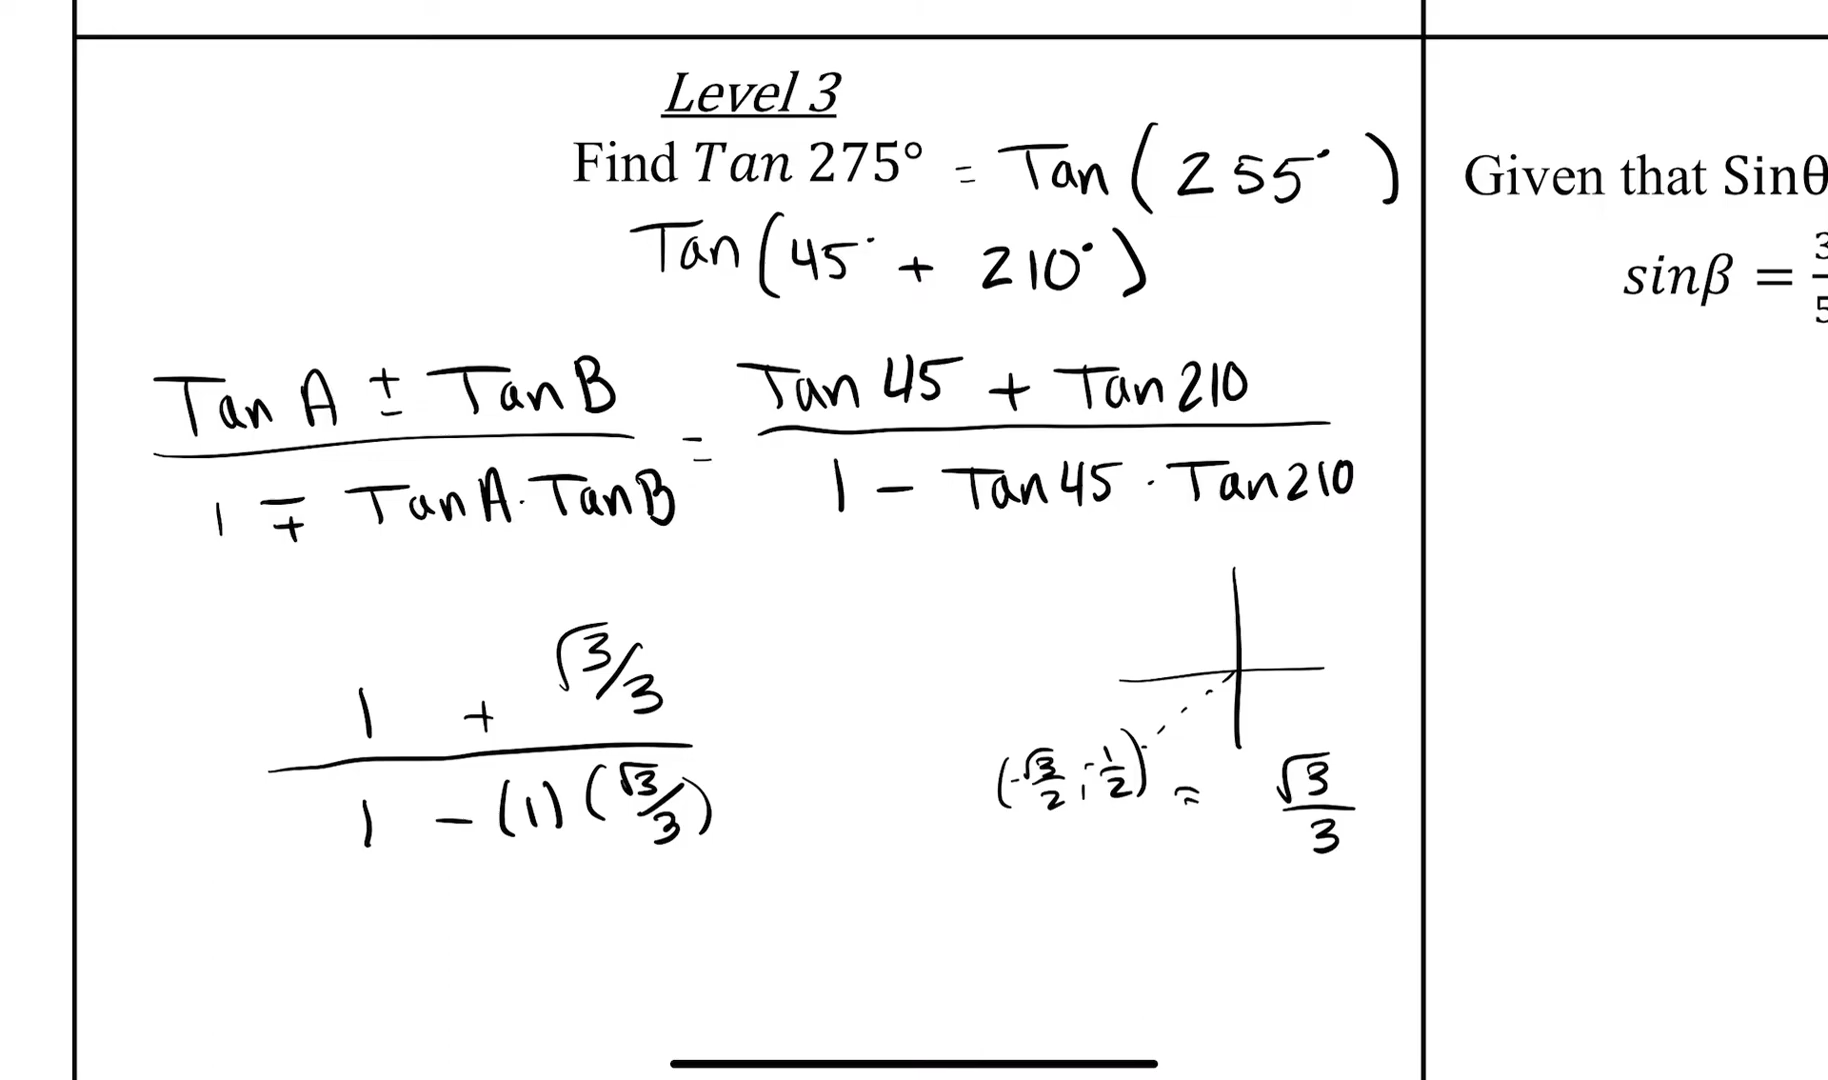 Level 3
Find Tan 275° = Tan (255°)
Tan (45° + 210°)
Tan A ± Tan B / 1 ∓ Tan A · Tan B = Tan 45 + Tan 210 / 1 - Tan 45 · Tan 210
1 + √3/3
1 - (1) (√3/3)
(-√3/2, -1/2) = √3/3
Given that Sinθ
sinβ = 3/5